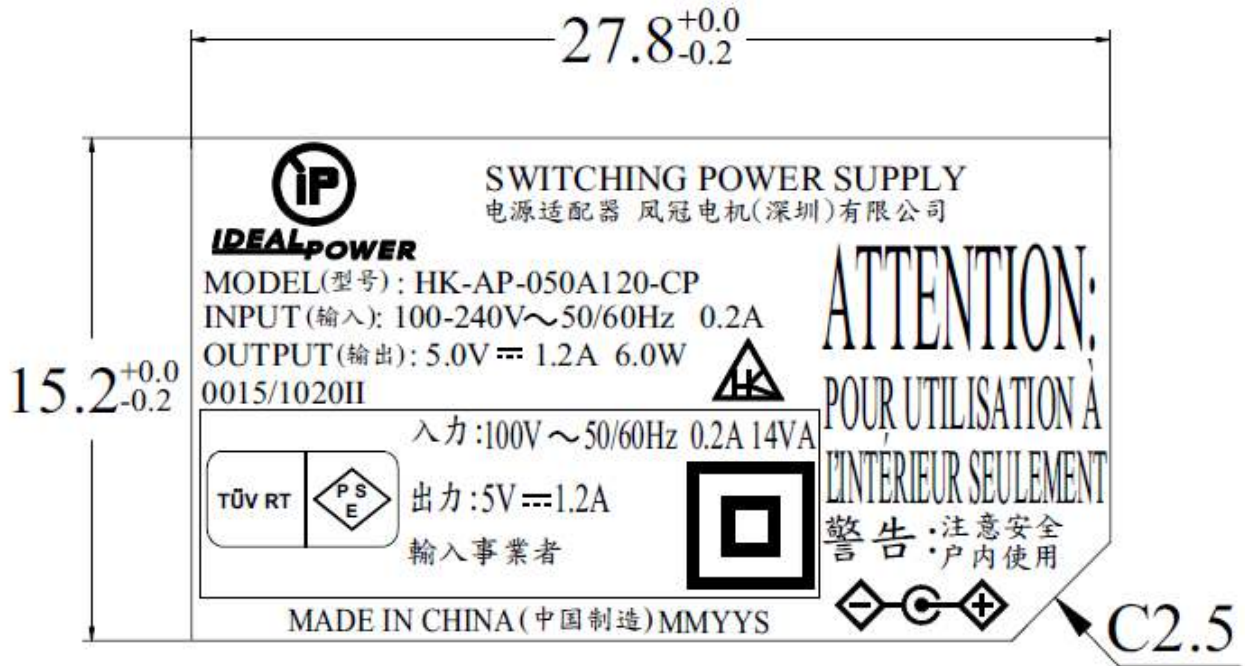 27.8 +0.0 -0.2
iP
IDEAL POWER
SWITCHING POWER SUPPLY
电源适配器 凤冠电机(深圳)有限公司
MODEL(型号) : HK-AP-050A120-CP
INPUT(输入): 100-240V～50/60Hz 0.2A
OUTPUT(输出): 5.0V⎓1.2A 6.0W
0015/1020II
HK
15.2 +0.0 -0.2
入力:100V～50/60Hz 0.2A 14VA
TÜV RT
PSE
出力:5V⎓1.2A
輸入事業者
ATTENTION:
POUR UTILISATION À
L'INTÉRIEUR SEULEMENT
警告
·注意安全
·户内使用
MADE IN CHINA(中国制造) MMYYS
C2.5